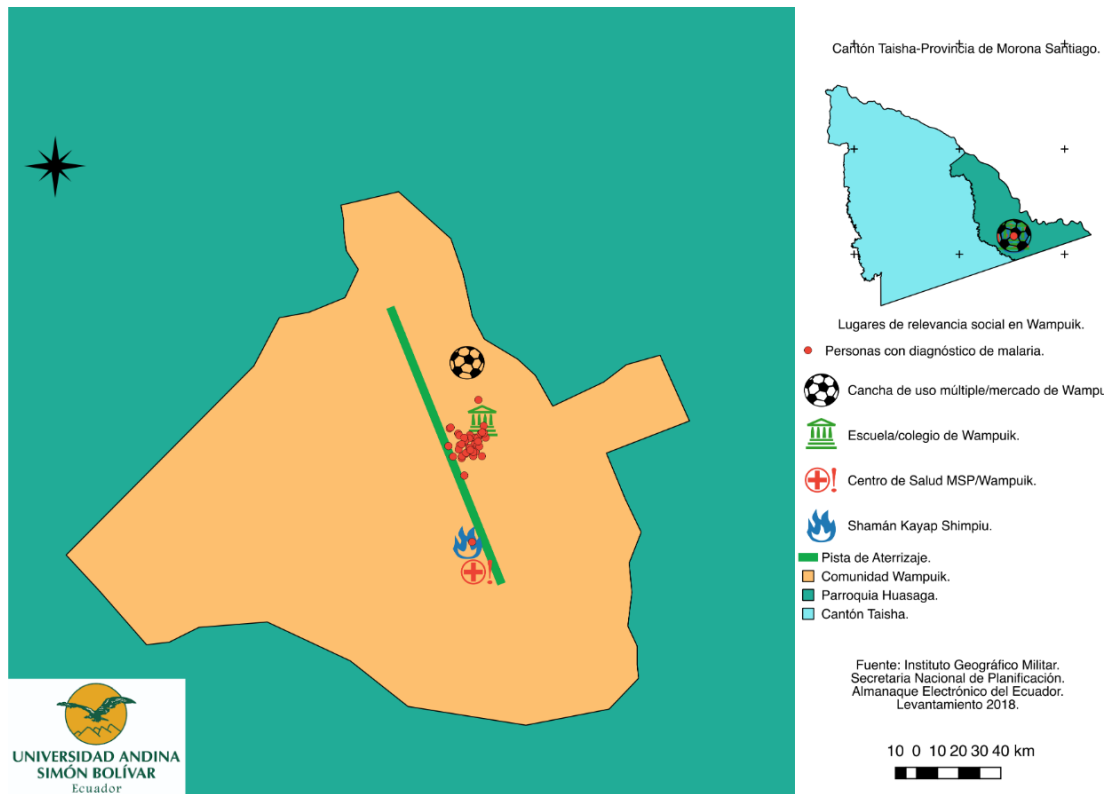 Cantón Taisha-Provincia de Morona Santiago.
Lugares de relevancia social en Wampuik.
Personas con diagnóstico de malaria.
Cancha de uso múltiple/mercado de Wampu
Escuela/colegio de Wampuik.
Centro de Salud MSP/Wampuik.
Shamán Kayap Shimpiu.
Pista de Aterrizaje.
Comunidad Wampuik.
Parroquia Huasaga.
Cantón Taisha.
Fuente: Instituto Geográfico Militar.
Secretaria Nacional de Planificación.
Almanaque Electrónico del Ecuador.
Levantamiento 2018.
10 0 10 20 30 40 km
UNIVERSIDAD ANDINA
SIMÓN BOLÍVAR
Ecuador